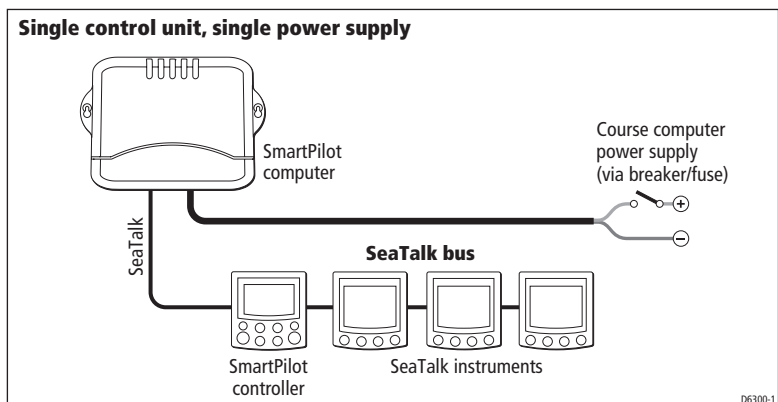 Single control unit, single power supply
SmartPilot
computer
Course computer
power supply
(via breaker/fuse)
+
−
SeaTalk
SeaTalk bus
SmartPilot
controller
SeaTalk instruments
D6300-1